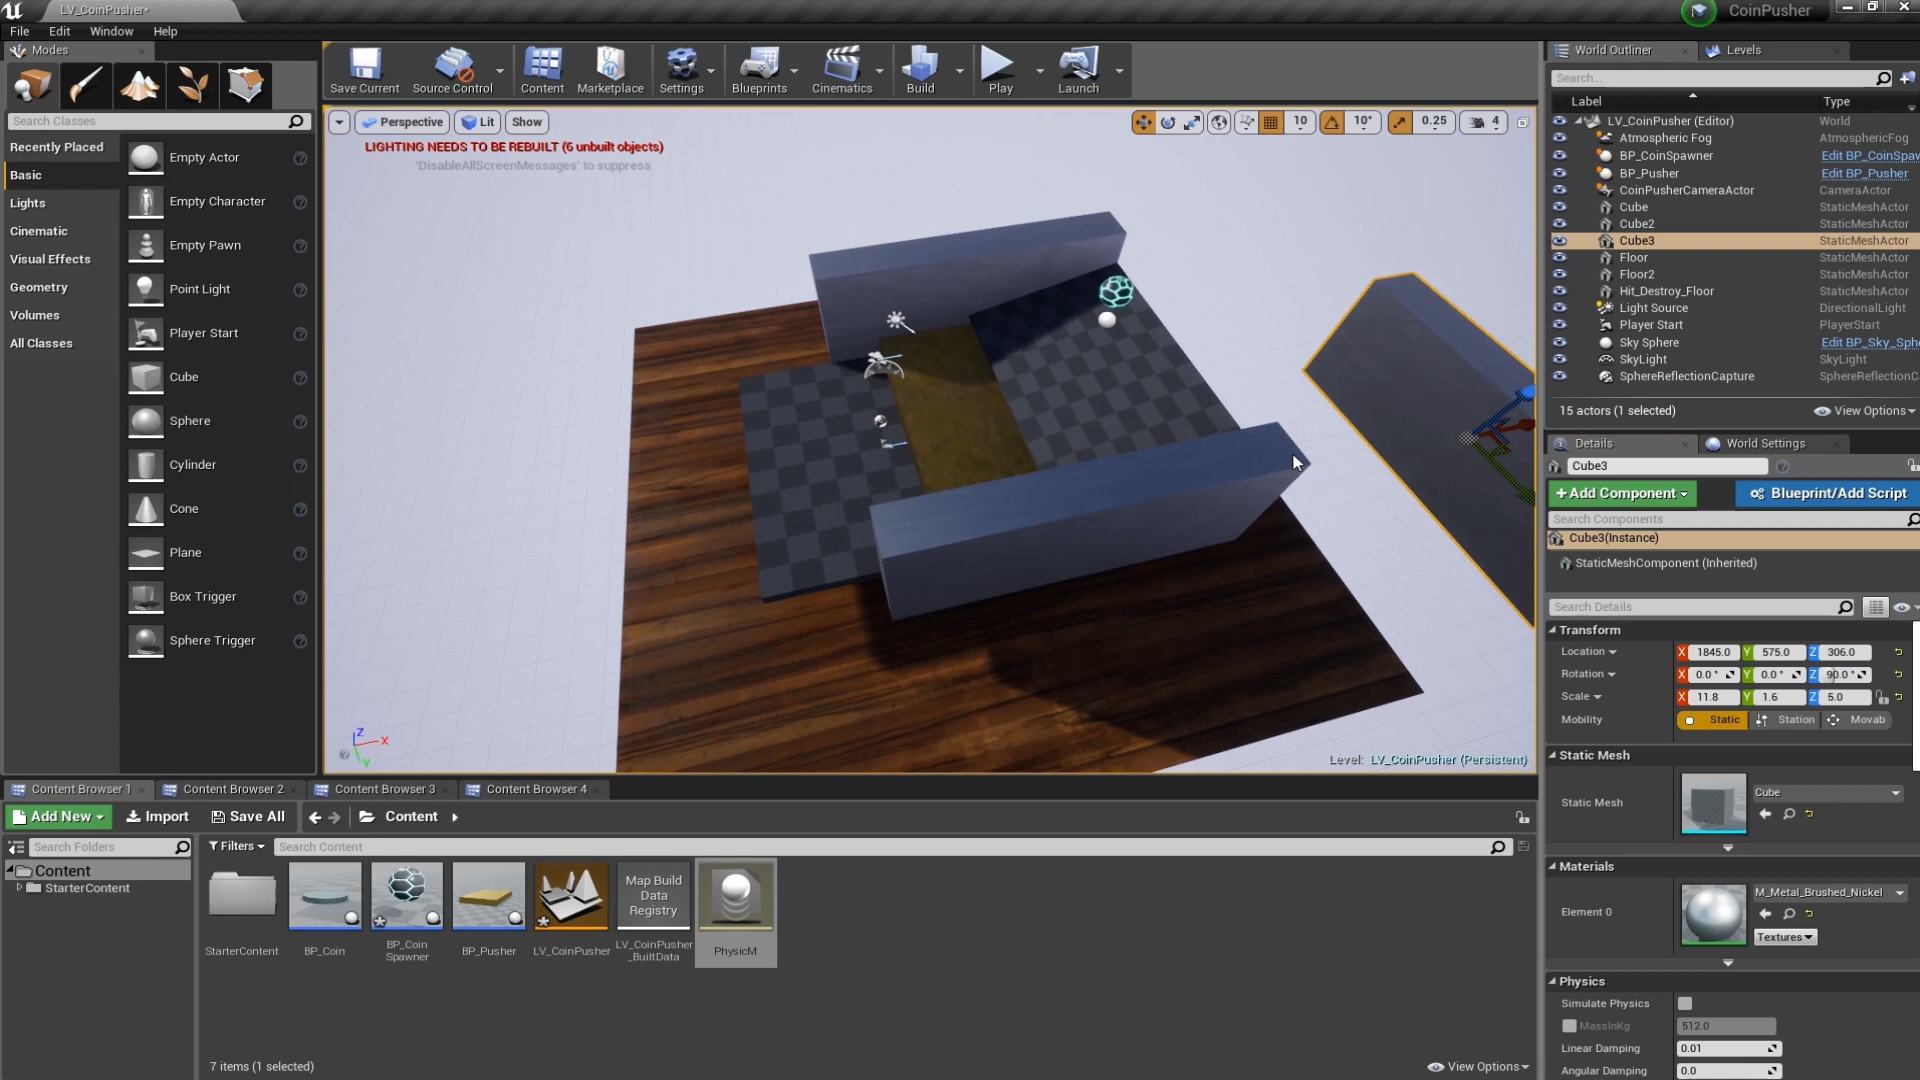 LV_CoinPusher*
CoinPusher
File
Edit
Window
Help
Modes
Search Classes
Recently Placed
Basic
Lights
Cinematic
Visual Effects
Geometry
Volumes
All Classes
Empty Actor
Empty Character
Empty Pawn
Point Light
Player Start
Cube
Sphere
Cylinder
Cone
Plane
Box Trigger
Sphere Trigger
Save Current
Source Control
Content
Marketplace
Settings
Blueprints
Cinematics
Build
Play
Launch
Perspective
Lit
Show
10
10°
0.25
4
LIGHTING NEEDS TO BE REBUILT (6 unbuilt objects)
'DisableAllScreenMessages' to suppress
Z
X
Y
Level: LV_CoinPusher (Persistent)
World Outliner
Levels
Search...
Label
Type
LV_CoinPusher (Editor)
World
Atmospheric Fog
AtmosphericFog
BP_CoinSpawner
Edit BP_CoinSpaw
BP_Pusher
Edit BP_Pusher
CoinPusherCameraActor
CameraActor
Cube
StaticMeshActor
Cube2
StaticMeshActor
Cube3
StaticMeshActor
Floor
StaticMeshActor
Floor2
StaticMeshActor
Hit_Destroy_Floor
StaticMeshActor
Light Source
DirectionalLight
Player Start
PlayerStart
Sky Sphere
Edit BP_Sky_Sph
SkyLight
SkyLight
SphereReflectionCapture
SphereReflectionC
15 actors (1 selected)
View Options
Details
World Settings
Cube3
+Add Component
Blueprint/Add Script
Search Components
Cube3(Instance)
StaticMeshComponent (Inherited)
Search Details
Transform
Location
X 1845.0 Y 575.0 Z 306.0
Rotation
X 0.0 ° Y 0.0 ° Z 90.0 °
Scale
X 11.8 Y 1.6 Z 5.0
Mobility
Static
Station
Movab
Static Mesh
Static Mesh
Cube
Materials
Element 0
M_Metal_Brushed_Nickel
Textures
Physics
Simulate Physics
MassInKg
512.0
Linear Damping
0.01
Angular Damping
0.0
Content Browser 1
Content Browser 2
Content Browser 3
Content Browser 4
Add New
Import
Save All
Content
Search Folders
Filters
Search Content
Content
StarterContent
StarterContent
BP_Coin
BP_Coin
Spawner
BP_Pusher
LV_CoinPusher
Map Build
Data
Registry
LV_CoinPusher
_BuiltData
PhysicM
7 items (1 selected)
View Options